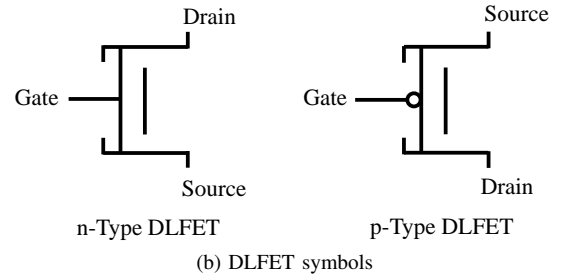 Drain
Source
Gate
Gate
Source
Drain
n-Type DLFET
p-Type DLFET
(b) DLFET symbols